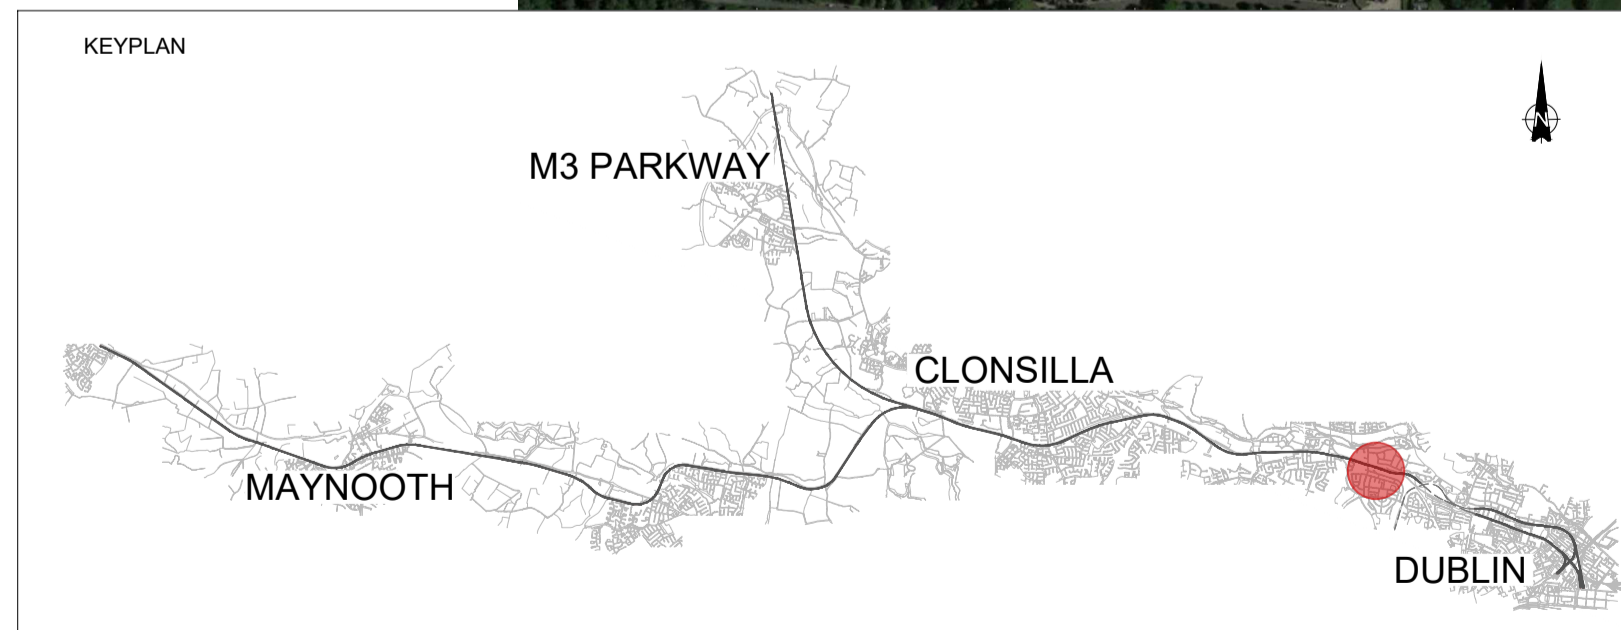 KEYPLAN
N
M3 PARKWAY
CLONSILLA
MAYNOOTH
DUBLIN